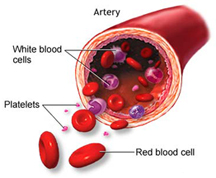 Artery
White blood
cells
Platelets
Red blood cell